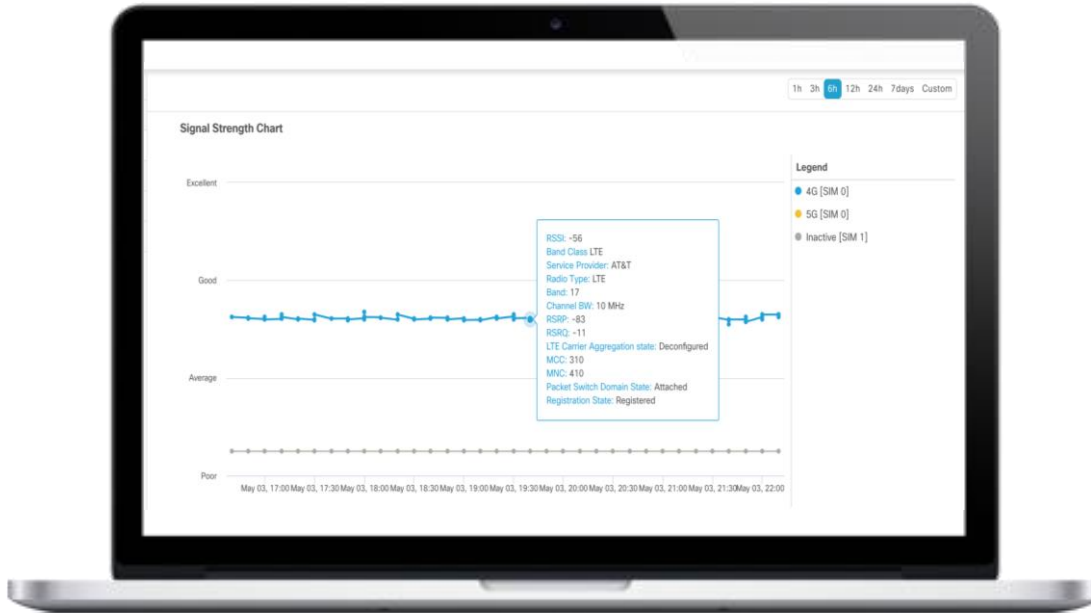 1h 3h 6h 12h 24h 7days Custom
Signal Strength Chart
Legend
4G [SIM 0]
5G [SIM 0]
Inactive [SIM 1]
Excellent
Good
Average
Poor
RSSI: -56
Band Class LTE
Service Provider: AT&T
Radio Type: LTE
Band: 17
Channel BW: 10 MHz
RSRP: -83
RSRQ: -11
LTE Carrier Aggregation state: Deconfigured
MCC: 310
MNC: 410
Packet Switch Domain State: Attached
Registration State: Registered
May 03, 17:00 May 03, 17:30 May 03, 18:00 May 03, 18:30 May 03, 19:00 May 03, 19:30 May 03, 20:00 May 03, 20:30 May 03, 21:00 May 03, 21:30 May 03, 22:00